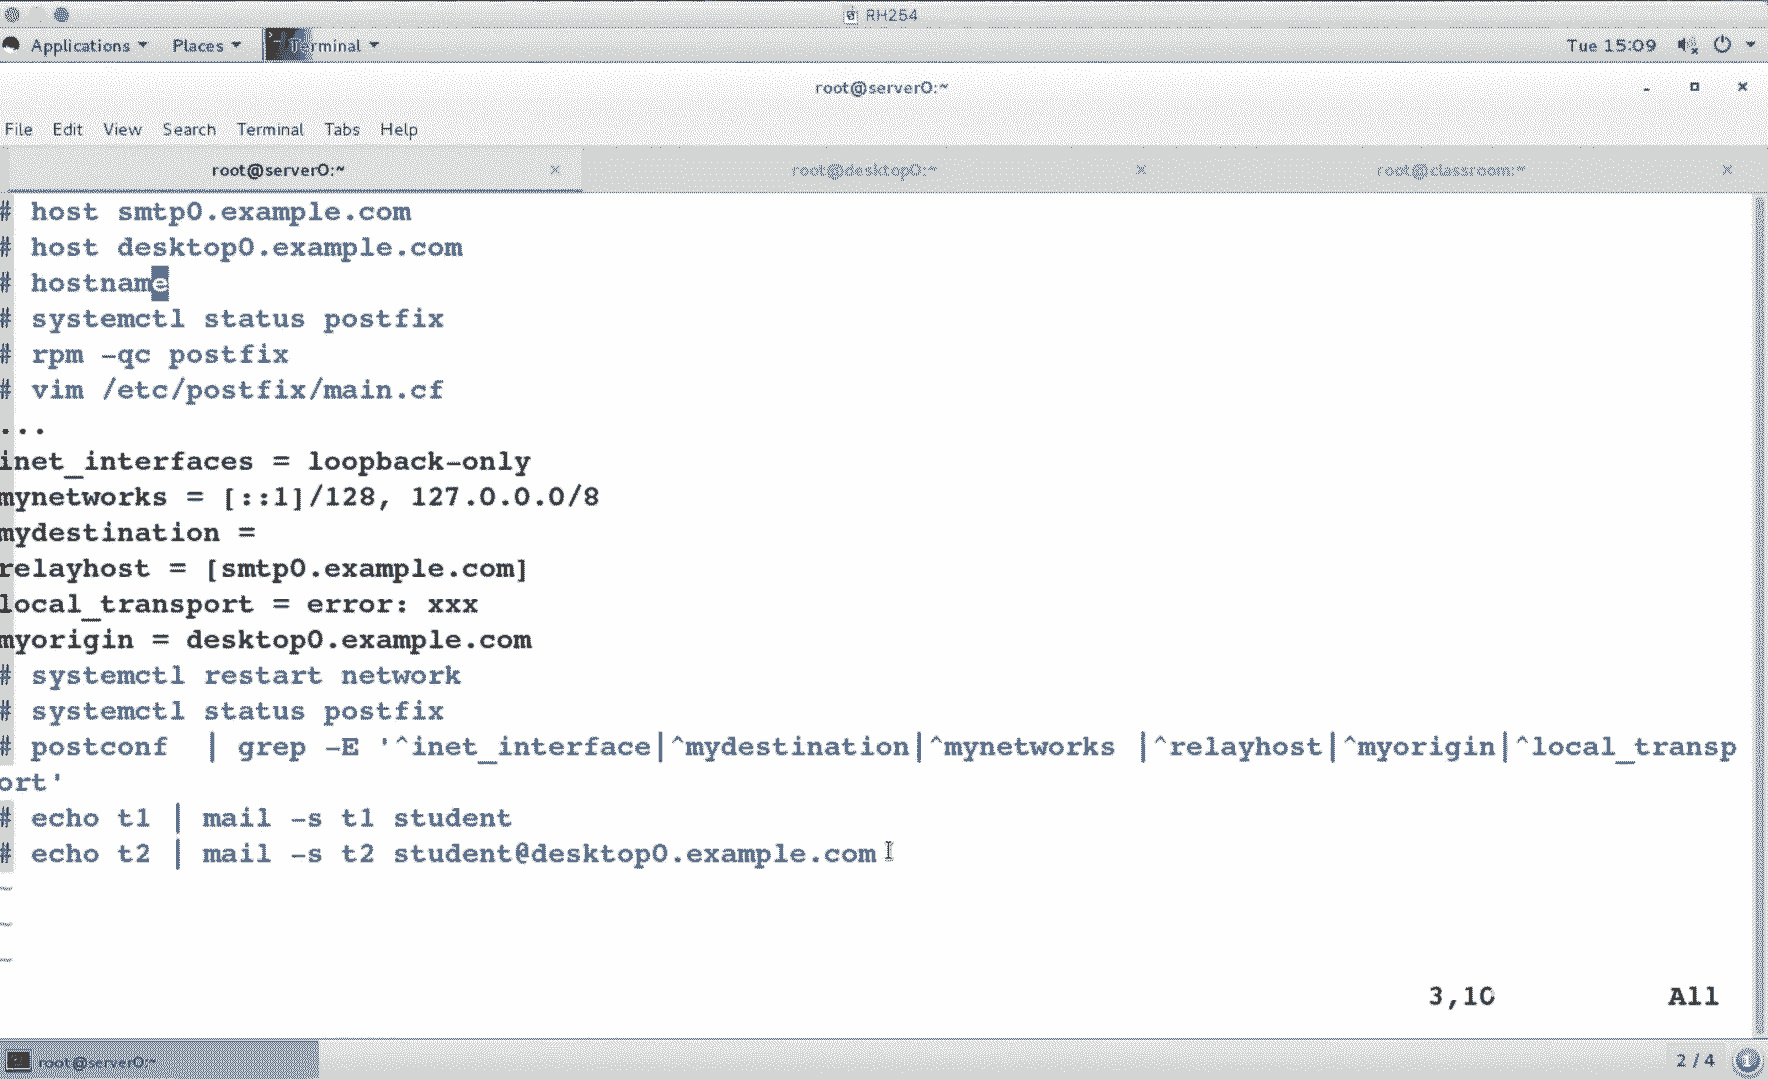 RH254
Applications Places Terminal Tue 15:09
root@server0:~
File Edit View Search Terminal Tabs Help
root@server0:~ root@desktop0:~ root@classroom:~
# host smtp0.example.com
# host desktop0.example.com
# hostname
# systemctl status postfix
# rpm -qc postfix
# vim /etc/postfix/main.cf
...
inet_interfaces = loopback-only
mynetworks = [::1]/128, 127.0.0.0/8
mydestination =
relayhost = [smtp0.example.com]
local_transport = error: xxx
myorigin = desktop0.example.com
# systemctl restart network
# systemctl status postfix
# postconf  | grep -E '^inet_interface|^mydestination|^mynetworks |^relayhost|^myorigin|^local_transp
ort'
# echo t1 | mail -s t1 student
# echo t2 | mail -s t2 student@desktop0.example.com
~
~
~
3,10 All
root@server0:~ 2 / 4 1